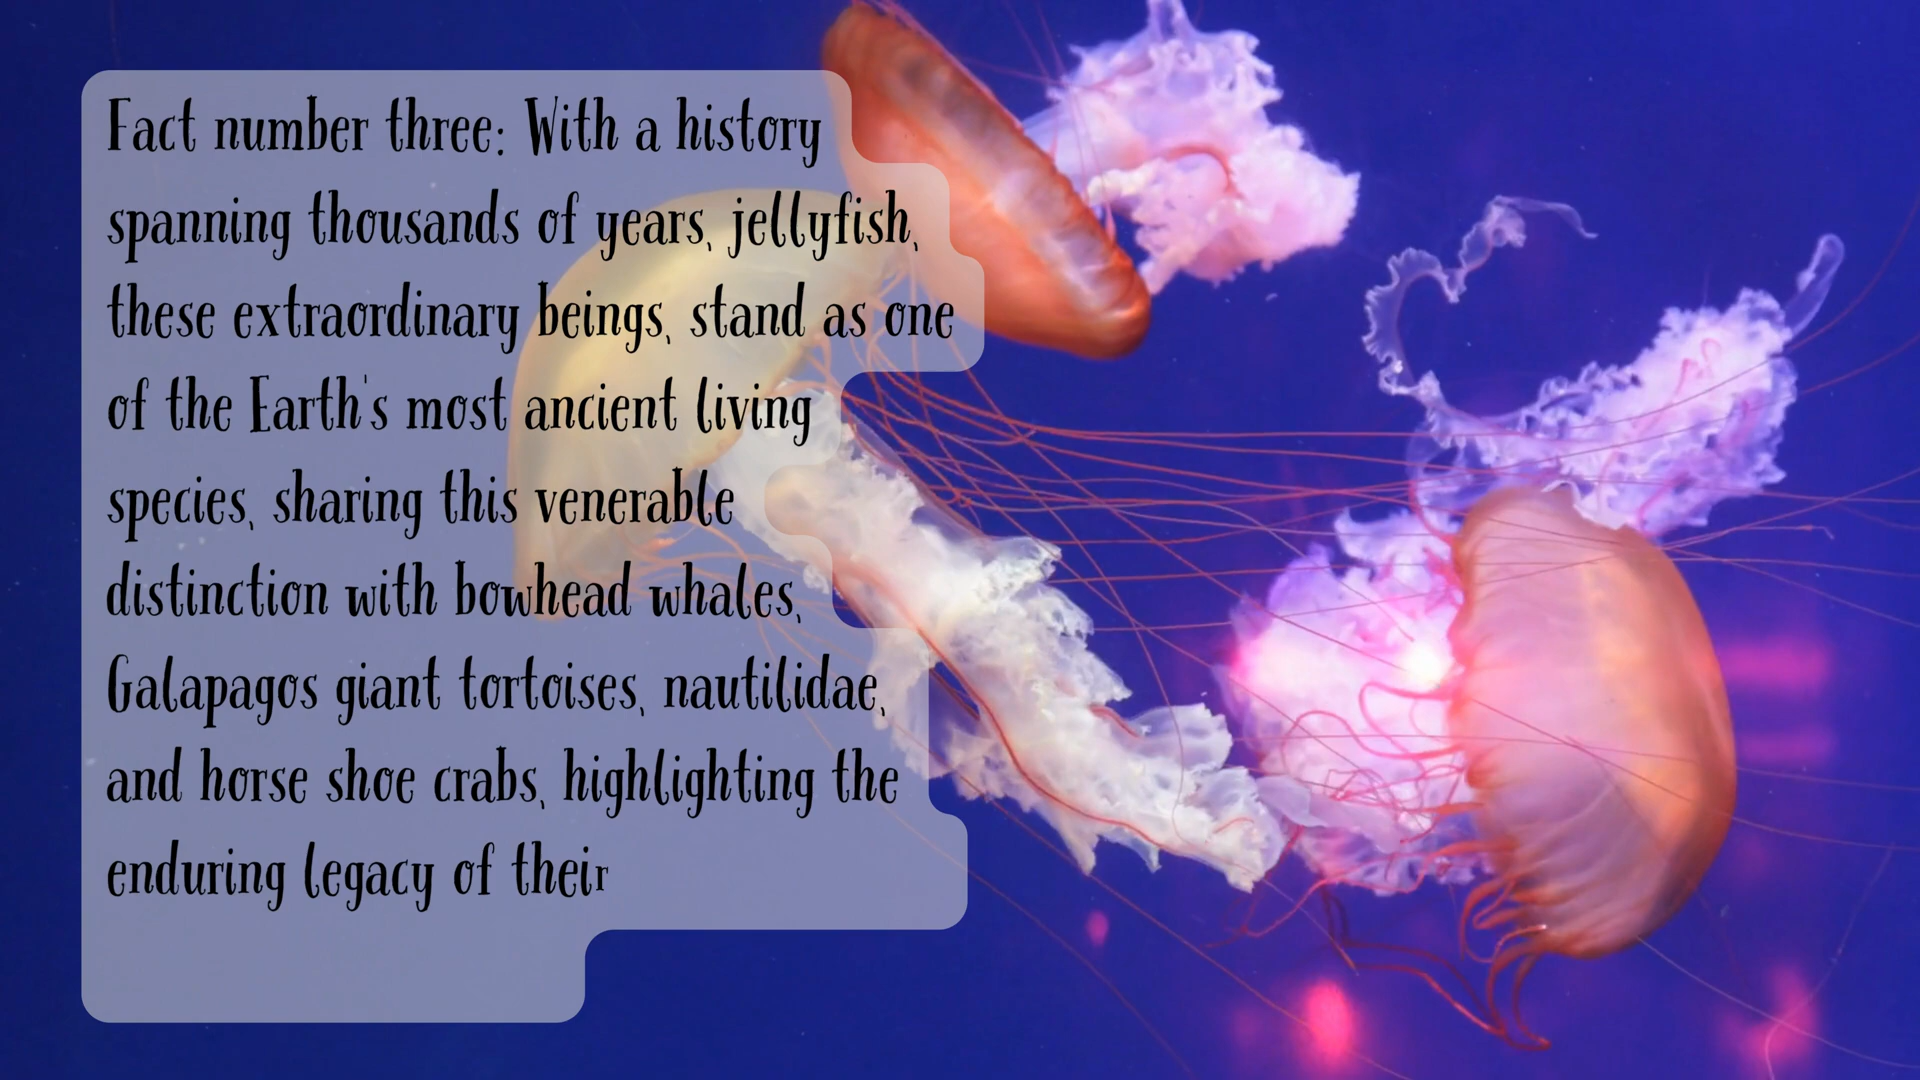 Fact number three: With a history
spanning thousands of years, jellyfish,
these extraordinary beings, stand as one
of the Earth's most ancient living
species, sharing this venerable
distinction with bowhead whales,
Galapagos giant tortoises, nautilidae,
and horse shoe crabs, highlighting the
enduring legacy of their